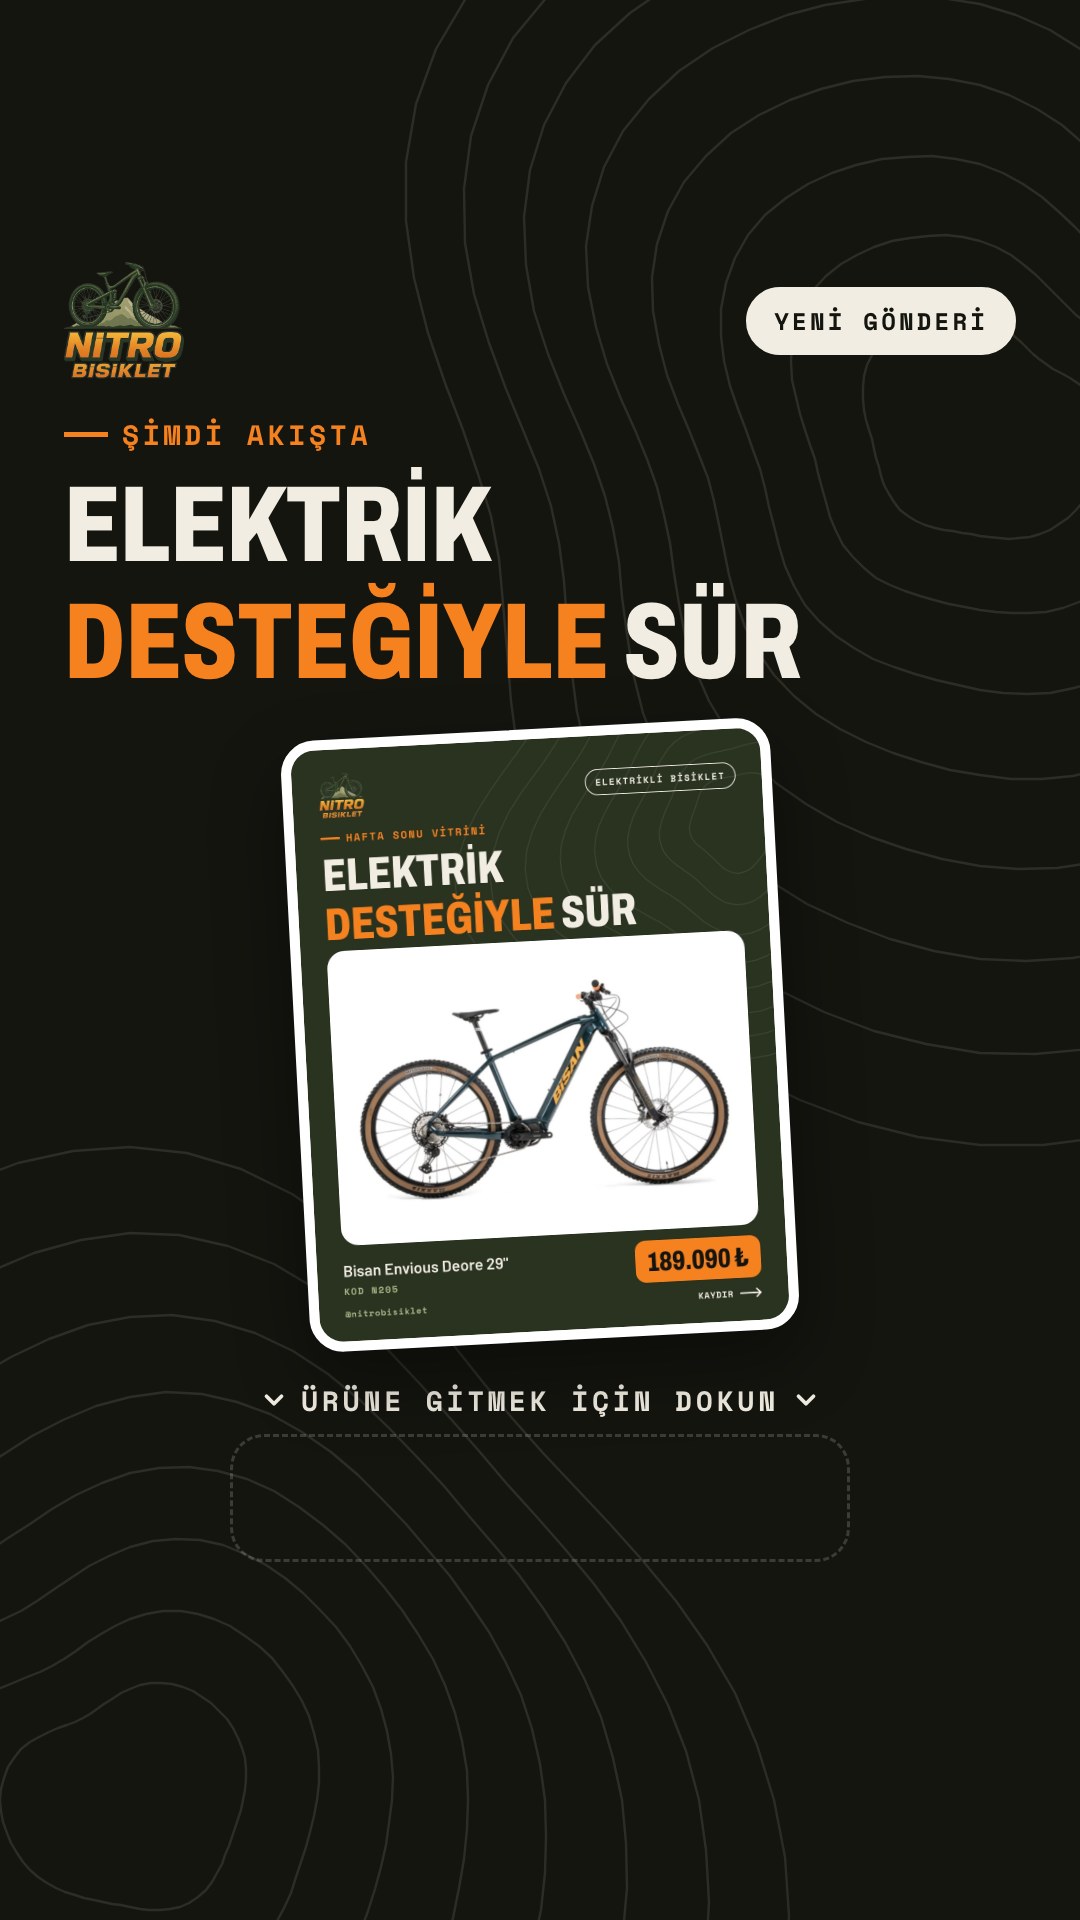 NiTRO
BiSiKLET
YENİ GÖNDERİ
ŞİMDİ AKIŞTA
ELEKTRİK
DESTEĞİYLE SÜR
NiTRO
BiSiKLET
ELEKTRİKLİ BİSİKLET
HAFTA SONU VİTRİNİ
ELEKTRİK
DESTEĞİYLE SÜR
BISAN
Bisan Envious Deore 29"
KOD N205
@nitrobisiklet
189.090 ₺
KAYDIR
ÜRÜNE GİTMEK İÇİN DOKUN